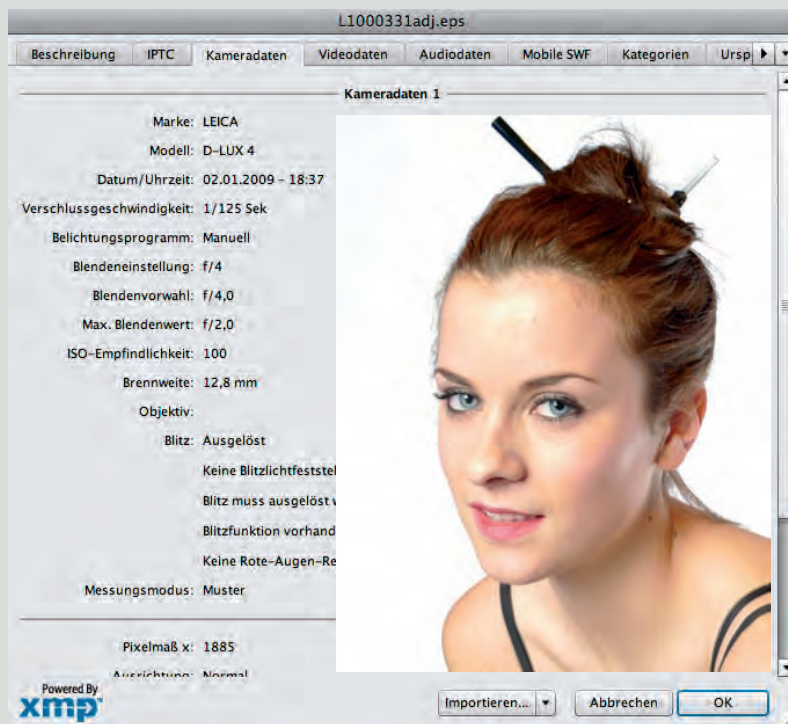 L1000331adj.eps
Beschreibung IPTC Kameradaten Videodaten Audiodaten Mobile SWF Kategorien Ursp
Kameradaten 1
Marke: LEICA
Modell: D-LUX 4
Datum/Uhrzeit: 02.01.2009 – 18:37
Verschlussgeschwindigkeit: 1/125 Sek
Belichtungsprogramm: Manuell
Blendeneinstellung: f/4
Blendenvorwahl: f/4,0
Max. Blendenwert: f/2,0
ISO-Empfindlichkeit: 100
Brennweite: 12,8 mm
Objektiv:
Blitz: Ausgelöst
Keine Blitzlichtfeststel
Blitz muss ausgelöst
Blitzfunktion vorhand
Keine Rote-Augen-Re
Messungsmodus: Muster
Pixelmaß x: 1885
Ausrichtung: Normal
Powered By
xmp
Importieren... Abbrechen OK